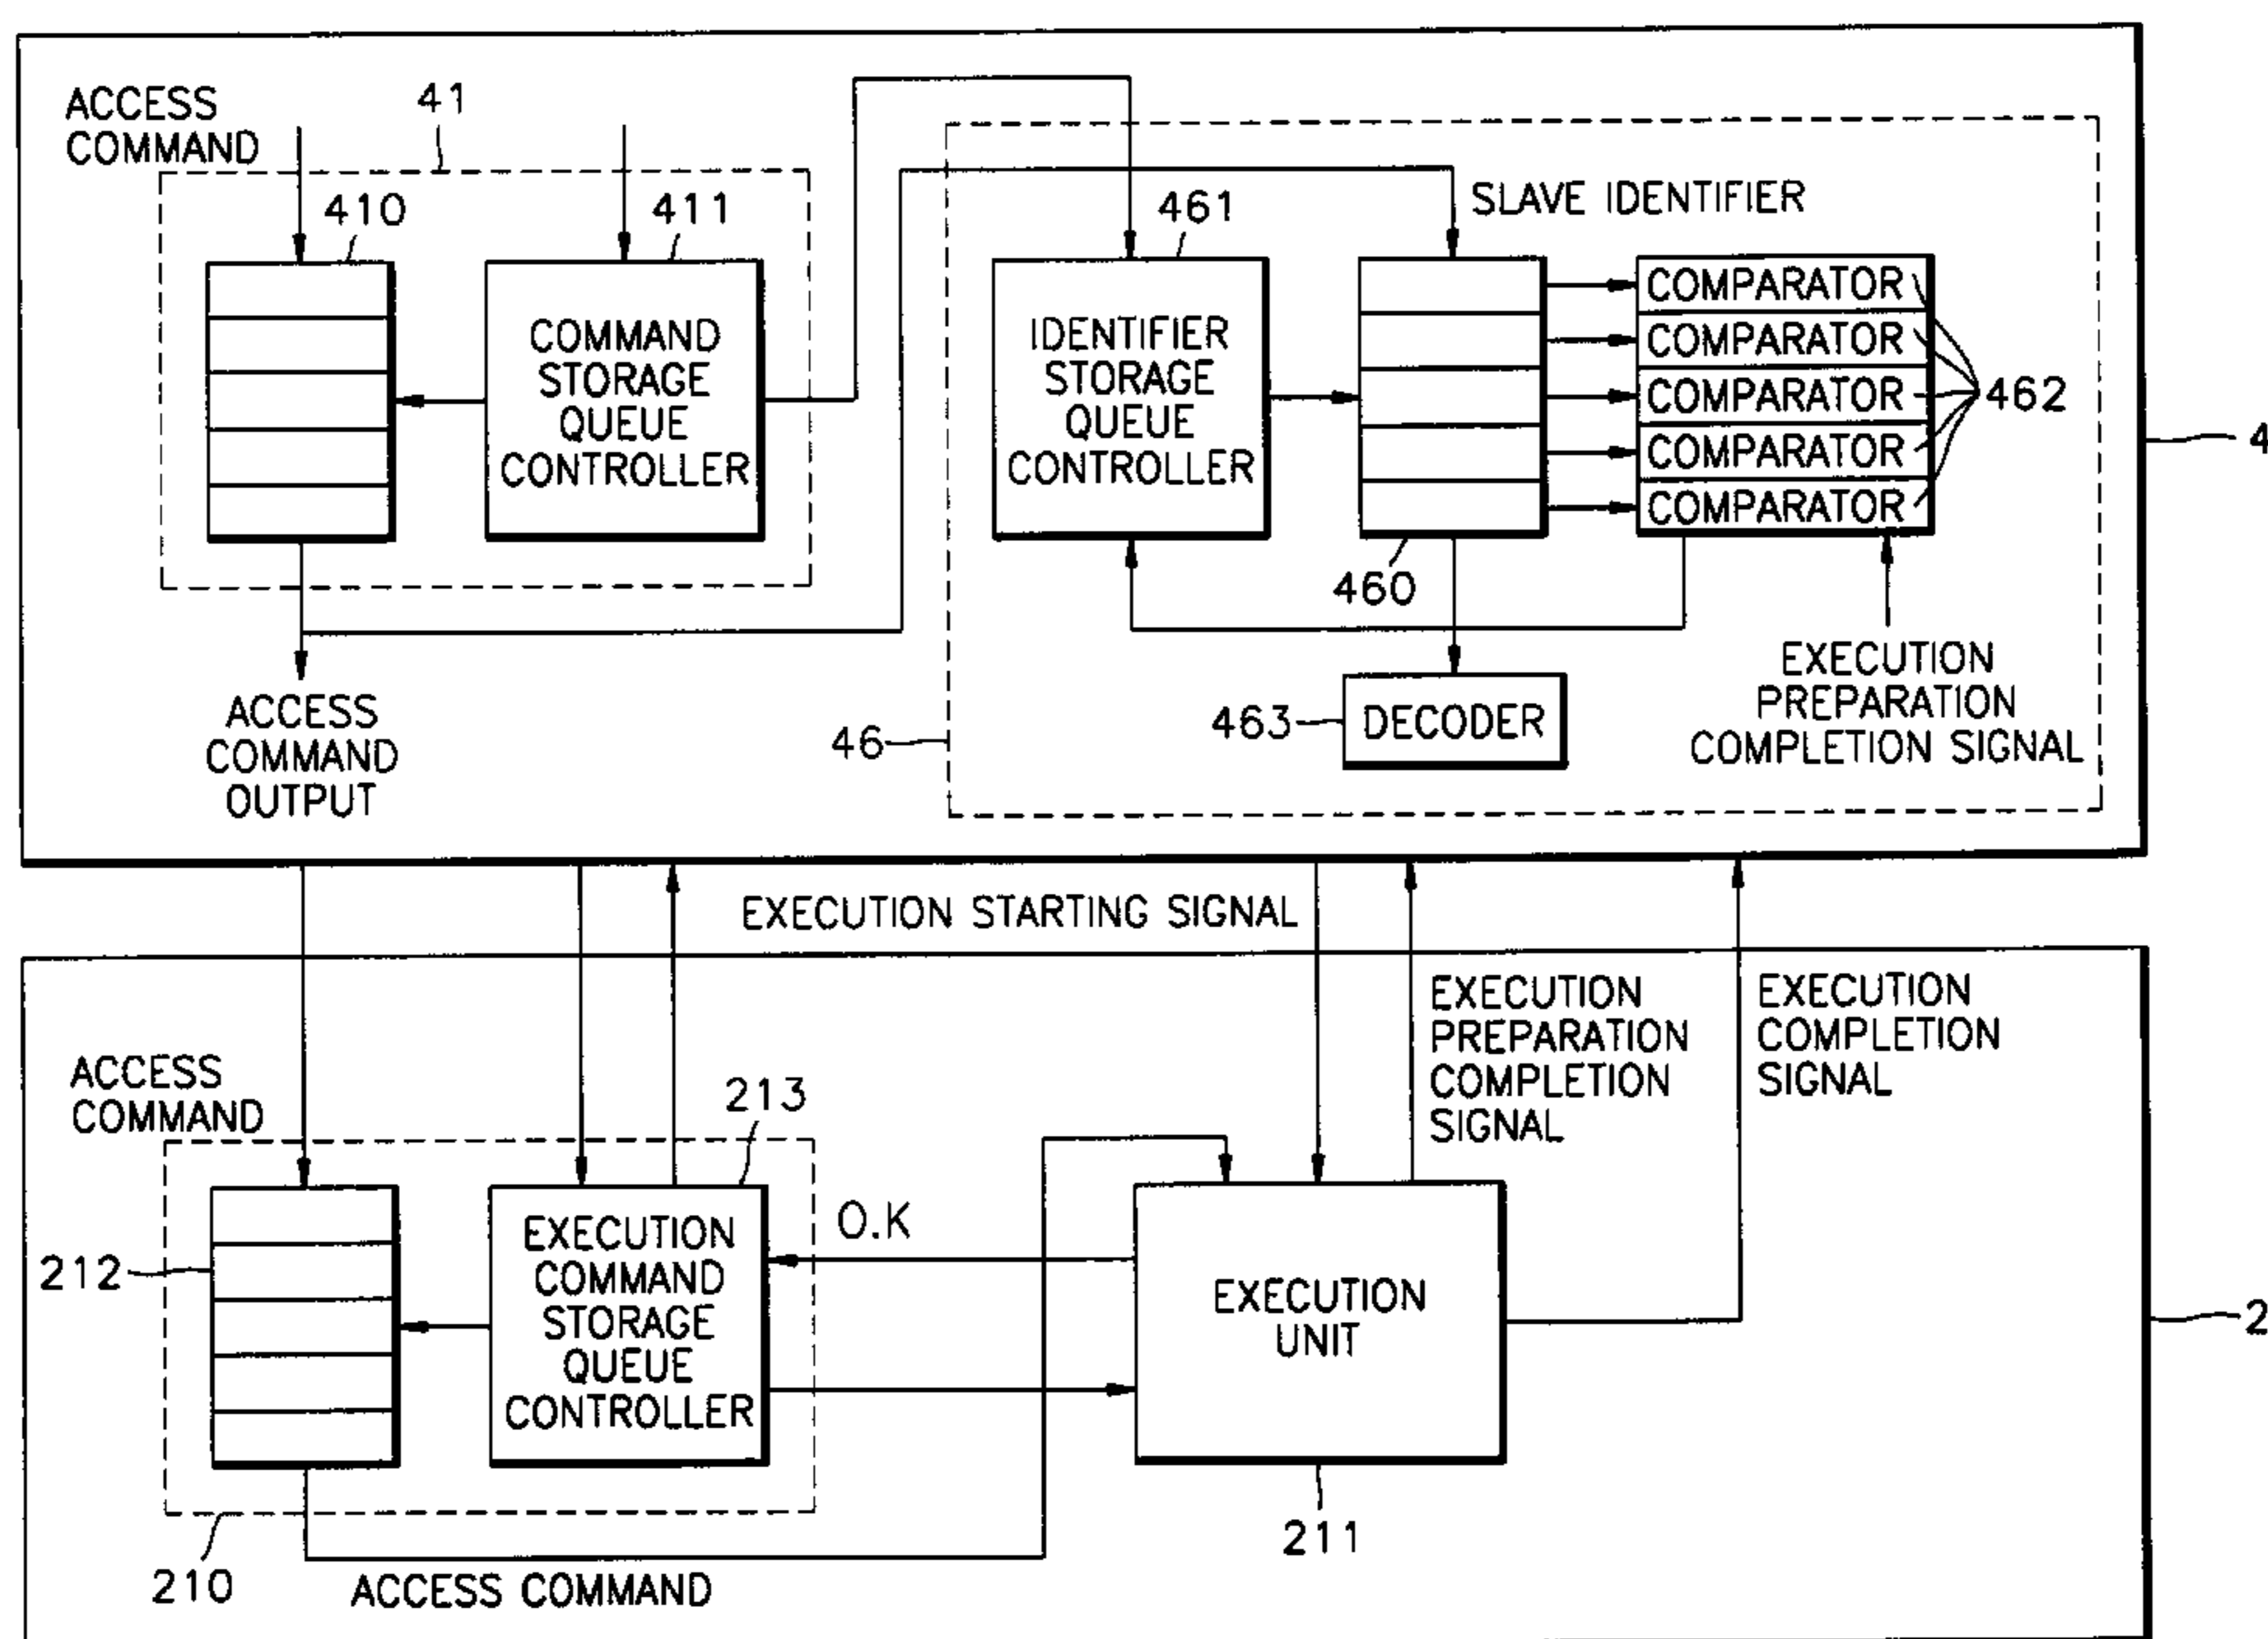 ACCESS
COMMAND
41
410
411
COMMAND
STORAGE
QUEUE
CONTROLLER
ACCESS
COMMAND
OUTPUT
461
SLAVE IDENTIFIER
IDENTIFIER
STORAGE
QUEUE
CONTROLLER
COMPARATOR
COMPARATOR
COMPARATOR
COMPARATOR
COMPARATOR
462
460
463
DECODER
EXECUTION
PREPARATION
COMPLETION SIGNAL
46
4
EXECUTION STARTING SIGNAL
EXECUTION
PREPARATION
COMPLETION
SIGNAL
EXECUTION
COMPLETION
SIGNAL
ACCESS
COMMAND
213
212
EXECUTION
COMMAND
STORAGE
QUEUE
CONTROLLER
O.K
EXECUTION
UNIT
211
210
ACCESS COMMAND
2